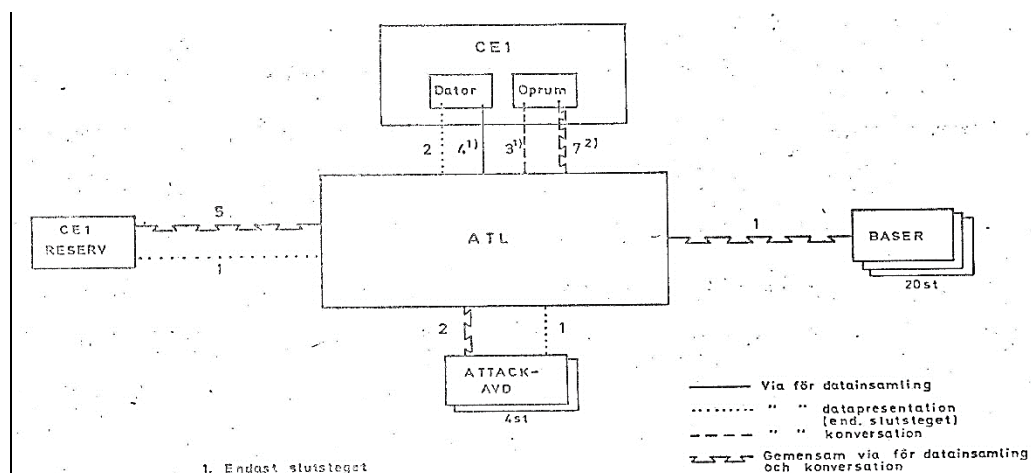 CE1
Dator Oprum
2 4¹⁾ 3¹⁾ 7²⁾
CE1
RESERV
5
1
ATL
1
BASER
20st
2 1
ATTACK-
AVD
4st
Via för datainsamling
" " datapresentation
(end. slutsteget)
" " konversation
Gemensam via för datainsamling
och konversation
1. Endast slutsteget